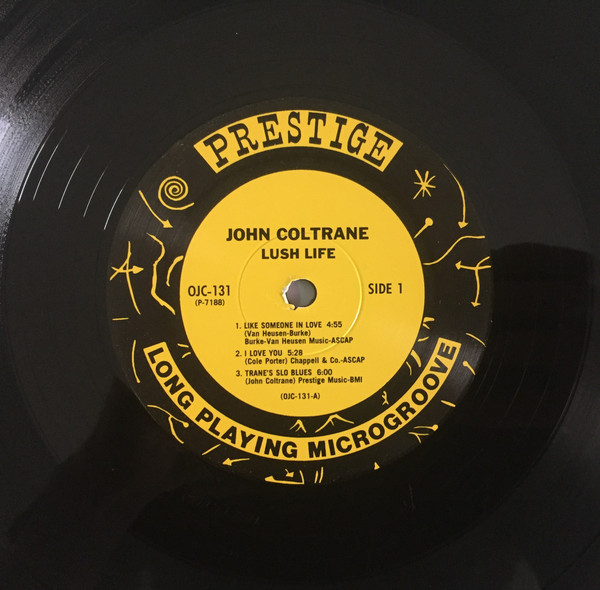 PRESTIGE
JOHN COLTRANE
LUSH LIFE
OJC-131
(P-7188)
SIDE 1
1. LIKE SOMEONE IN LOVE 4:55
(Van Heusen-Burke)
Burke-Van Heusen Music-ASCAP
2. I LOVE YOU 5:28
(Cole Porter) Chappell & Co.-ASCAP
3. TRANE'S SLO BLUES 6:00
(John Coltrane) Prestige Music-BMI
(OJC-131-A)
LONG PLAYING MICROGROOVE